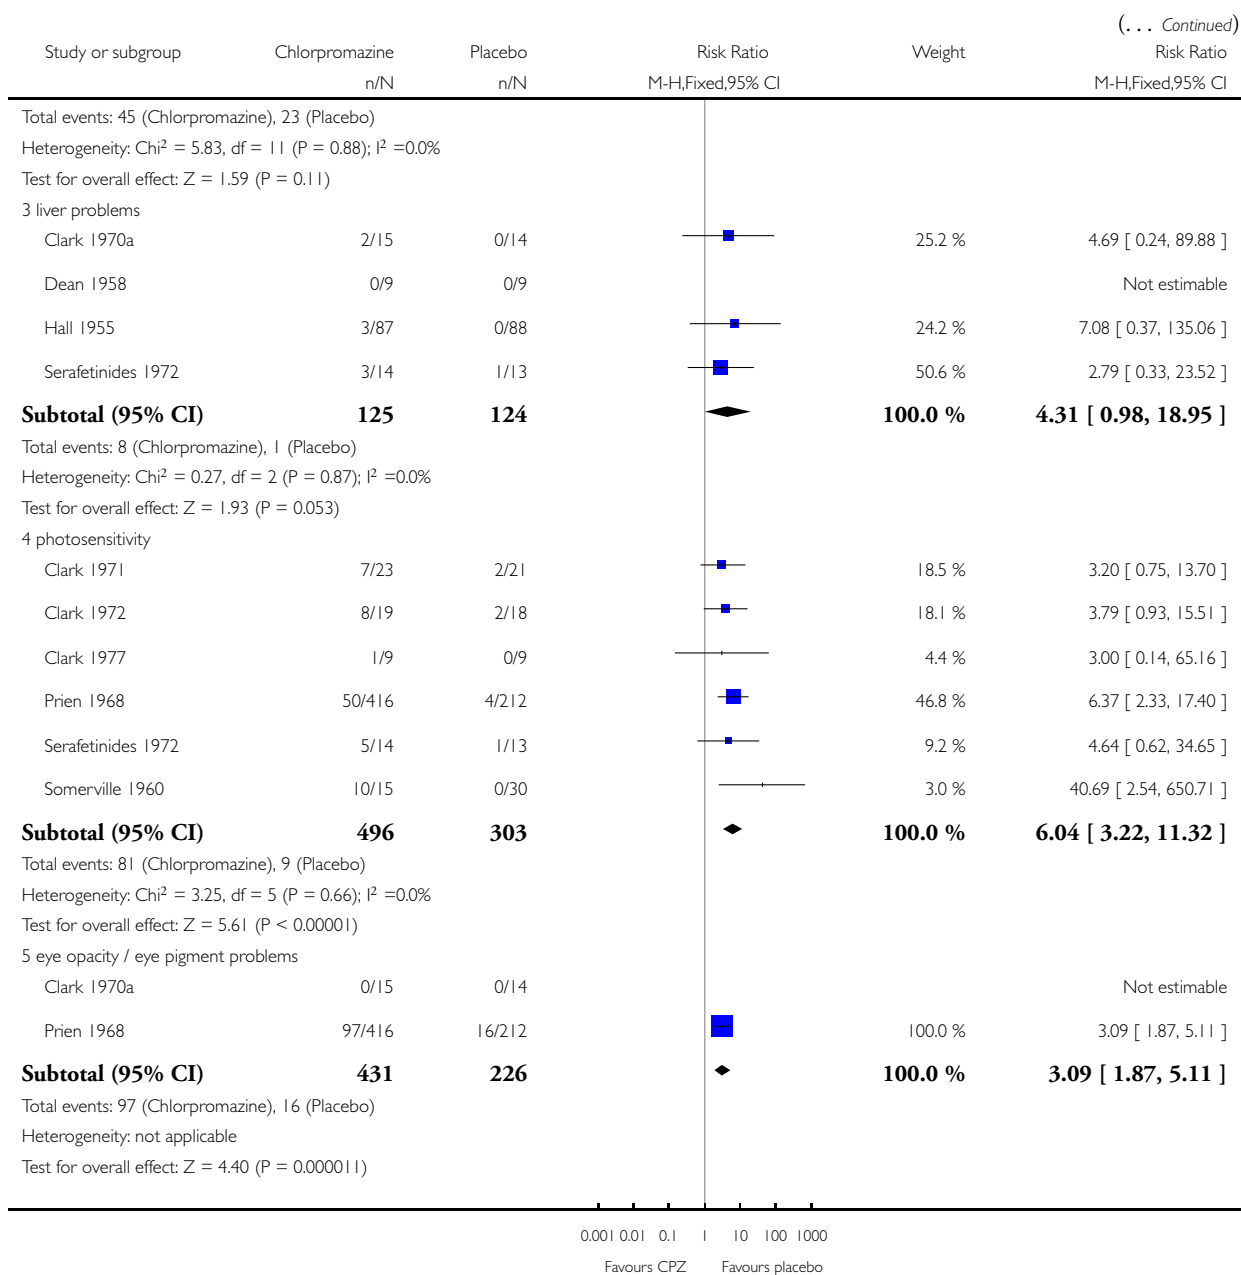 (. . . Continued)
Study or subgroup Chlorpromazine Placebo Risk Ratio Weight Risk Ratio
n/N n/N M-H,Fixed,95% CI M-H,Fixed,95% CI
Total events: 45 (Chlorpromazine), 23 (Placebo)
Heterogeneity: Chi² = 5.83, df = 11 (P = 0.88); I² =0.0%
Test for overall effect: Z = 1.59 (P = 0.11)
3 liver problems
Clark 1970a 2/15 0/14 25.2 % 4.69 [ 0.24, 89.88 ]
Dean 1958 0/9 0/9 Not estimable
Hall 1955 3/87 0/88 24.2 % 7.08 [ 0.37, 135.06 ]
Serafetinides 1972 3/14 1/13 50.6 % 2.79 [ 0.33, 23.52 ]
Subtotal (95% CI) 125 124 100.0 % 4.31 [ 0.98, 18.95 ]
Total events: 8 (Chlorpromazine), 1 (Placebo)
Heterogeneity: Chi² = 0.27, df = 2 (P = 0.87); I² =0.0%
Test for overall effect: Z = 1.93 (P = 0.053)
4 photosensitivity
Clark 1971 7/23 2/21 18.5 % 3.20 [ 0.75, 13.70 ]
Clark 1972 8/19 2/18 18.1 % 3.79 [ 0.93, 15.51 ]
Clark 1977 1/9 0/9 4.4 % 3.00 [ 0.14, 65.16 ]
Prien 1968 50/416 4/212 46.8 % 6.37 [ 2.33, 17.40 ]
Serafetinides 1972 5/14 1/13 9.2 % 4.64 [ 0.62, 34.65 ]
Somerville 1960 10/15 0/30 3.0 % 40.69 [ 2.54, 650.71 ]
Subtotal (95% CI) 496 303 100.0 % 6.04 [ 3.22, 11.32 ]
Total events: 81 (Chlorpromazine), 9 (Placebo)
Heterogeneity: Chi² = 3.25, df = 5 (P = 0.66); I² =0.0%
Test for overall effect: Z = 5.61 (P < 0.00001)
5 eye opacity / eye pigment problems
Clark 1970a 0/15 0/14 Not estimable
Prien 1968 97/416 16/212 100.0 % 3.09 [ 1.87, 5.11 ]
Subtotal (95% CI) 431 226 100.0 % 3.09 [ 1.87, 5.11 ]
Total events: 97 (Chlorpromazine), 16 (Placebo)
Heterogeneity: not applicable
Test for overall effect: Z = 4.40 (P = 0.000011)
0.001 0.01 0.1 1 10 100 1000
Favours CPZ Favours placebo